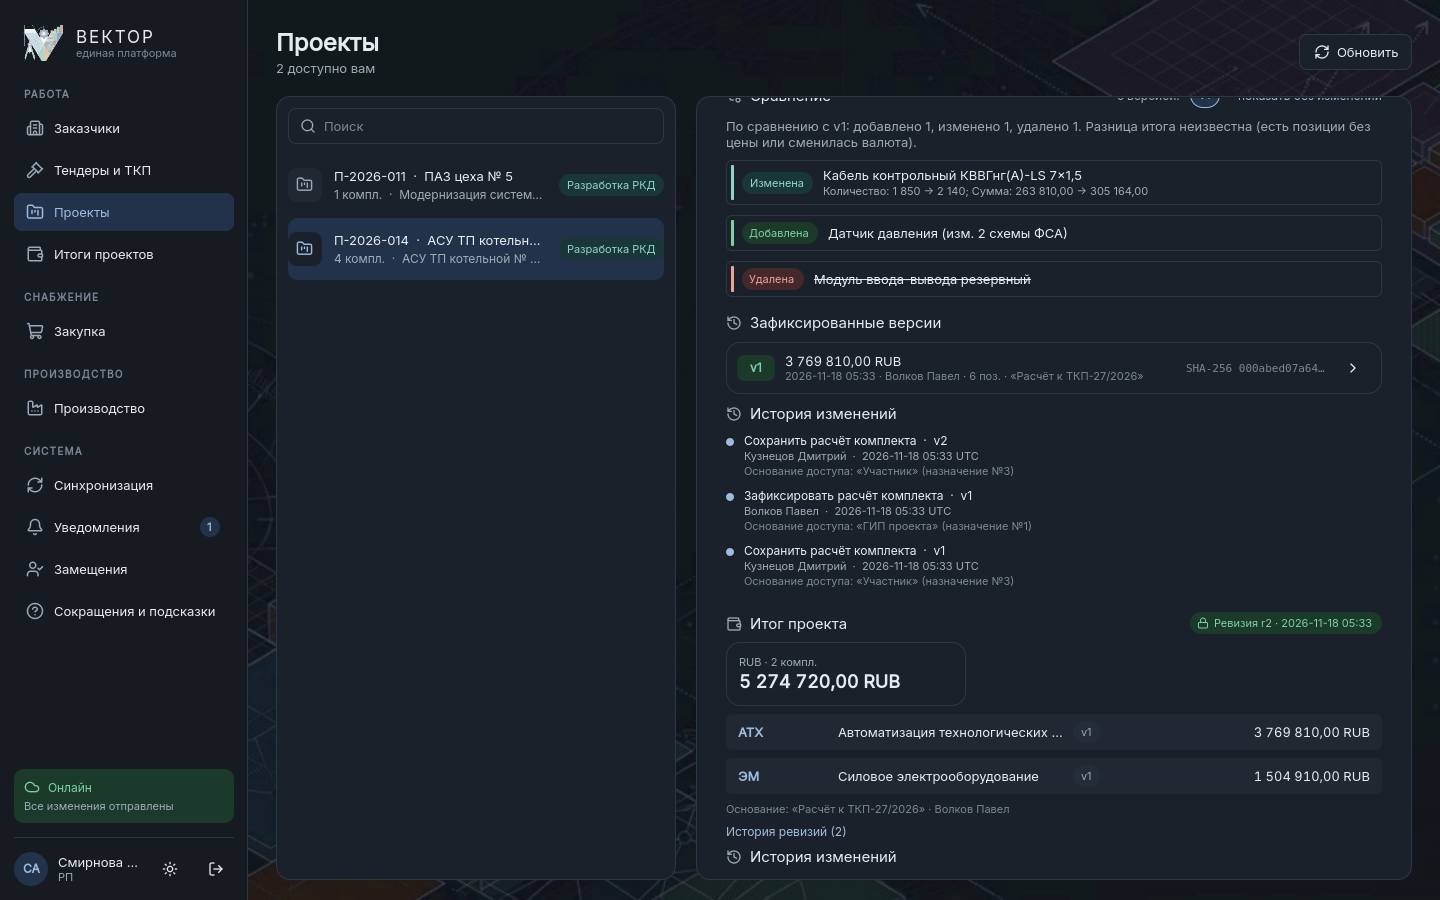 ВЕКТОР
единая платформа
РАБОТА
Заказчики
Тендеры и ТКП
Проекты
Итоги проектов
СНАБЖЕНИЕ
Закупка
ПРОИЗВОДСТВО
Производство
СИСТЕМА
Синхронизация
Уведомления 1
Замещения
Сокращения и подсказки
Онлайн
Все изменения отправлены
СА Смирнова ...
РП
Проекты
2 доступно вам
Обновить
Поиск
П-2026-011 · ПАЗ цеха № 5
1 компл. · Модернизация систем...
Разработка РКД
П-2026-014 · АСУ ТП котельн...
4 компл. · АСУ ТП котельной № ...
Разработка РКД
Сравнение
показать без изменений
По сравнению с v1: добавлено 1, изменено 1, удалено 1. Разница итога неизвестна (есть позиции без
цены или сменилась валюта).
Изменена Кабель контрольный КВВГнг(А)-LS 7×1,5
Количество: 1 850 → 2 140; Сумма: 263 810,00 → 305 164,00
Добавлена Датчик давления (изм. 2 схемы ФСА)
Удалена Модуль ввода-вывода резервный
Зафиксированные версии
v1 3 769 810,00 RUB
2026-11-18 05:33 · Волков Павел · 6 поз. · «Расчёт к ТКП-27/2026» SHA-256 000abed07a64…
История изменений
Сохранить расчёт комплекта · v2
Кузнецов Дмитрий · 2026-11-18 05:33 UTC
Основание доступа: «Участник» (назначение №3)
Зафиксировать расчёт комплекта · v1
Волков Павел · 2026-11-18 05:33 UTC
Основание доступа: «ГИП проекта» (назначение №1)
Сохранить расчёт комплекта · v1
Кузнецов Дмитрий · 2026-11-18 05:33 UTC
Основание доступа: «Участник» (назначение №3)
Итог проекта Ревизия r2 · 2026-11-18 05:33
RUB · 2 компл.
5 274 720,00 RUB
АТХ Автоматизация технологических ... v1 3 769 810,00 RUB
ЭМ Силовое электрооборудование v1 1 504 910,00 RUB
Основание: «Расчёт к ТКП-27/2026» · Волков Павел
История ревизий (2)
История изменений